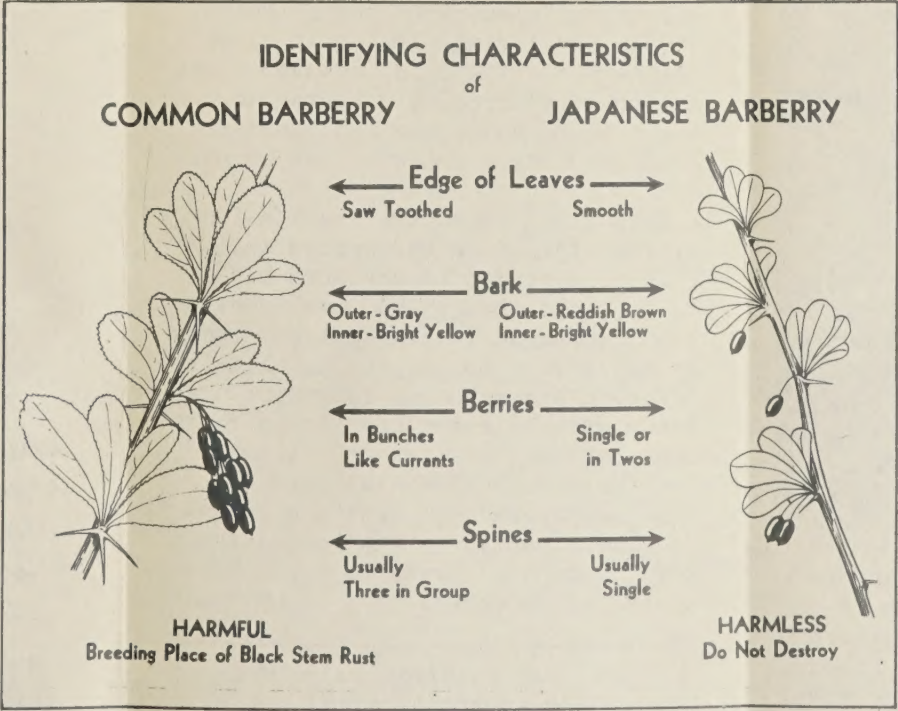 IDENTIFYING CHARACTERISTICS
of
COMMON BARBERRY
JAPANESE BARBERRY
Edge of Leaves
Saw Toothed
Smooth
Bark
Outer - Gray
Inner - Bright Yellow
Outer - Reddish Brown
Inner - Bright Yellow
Berries
In Bunches
Like Currants
Single or
in Twos
Spines
Usually
Three in Group
Usually
Single
HARMFUL
Breeding Place of Black Stem Rust
HARMLESS
Do Not Destroy